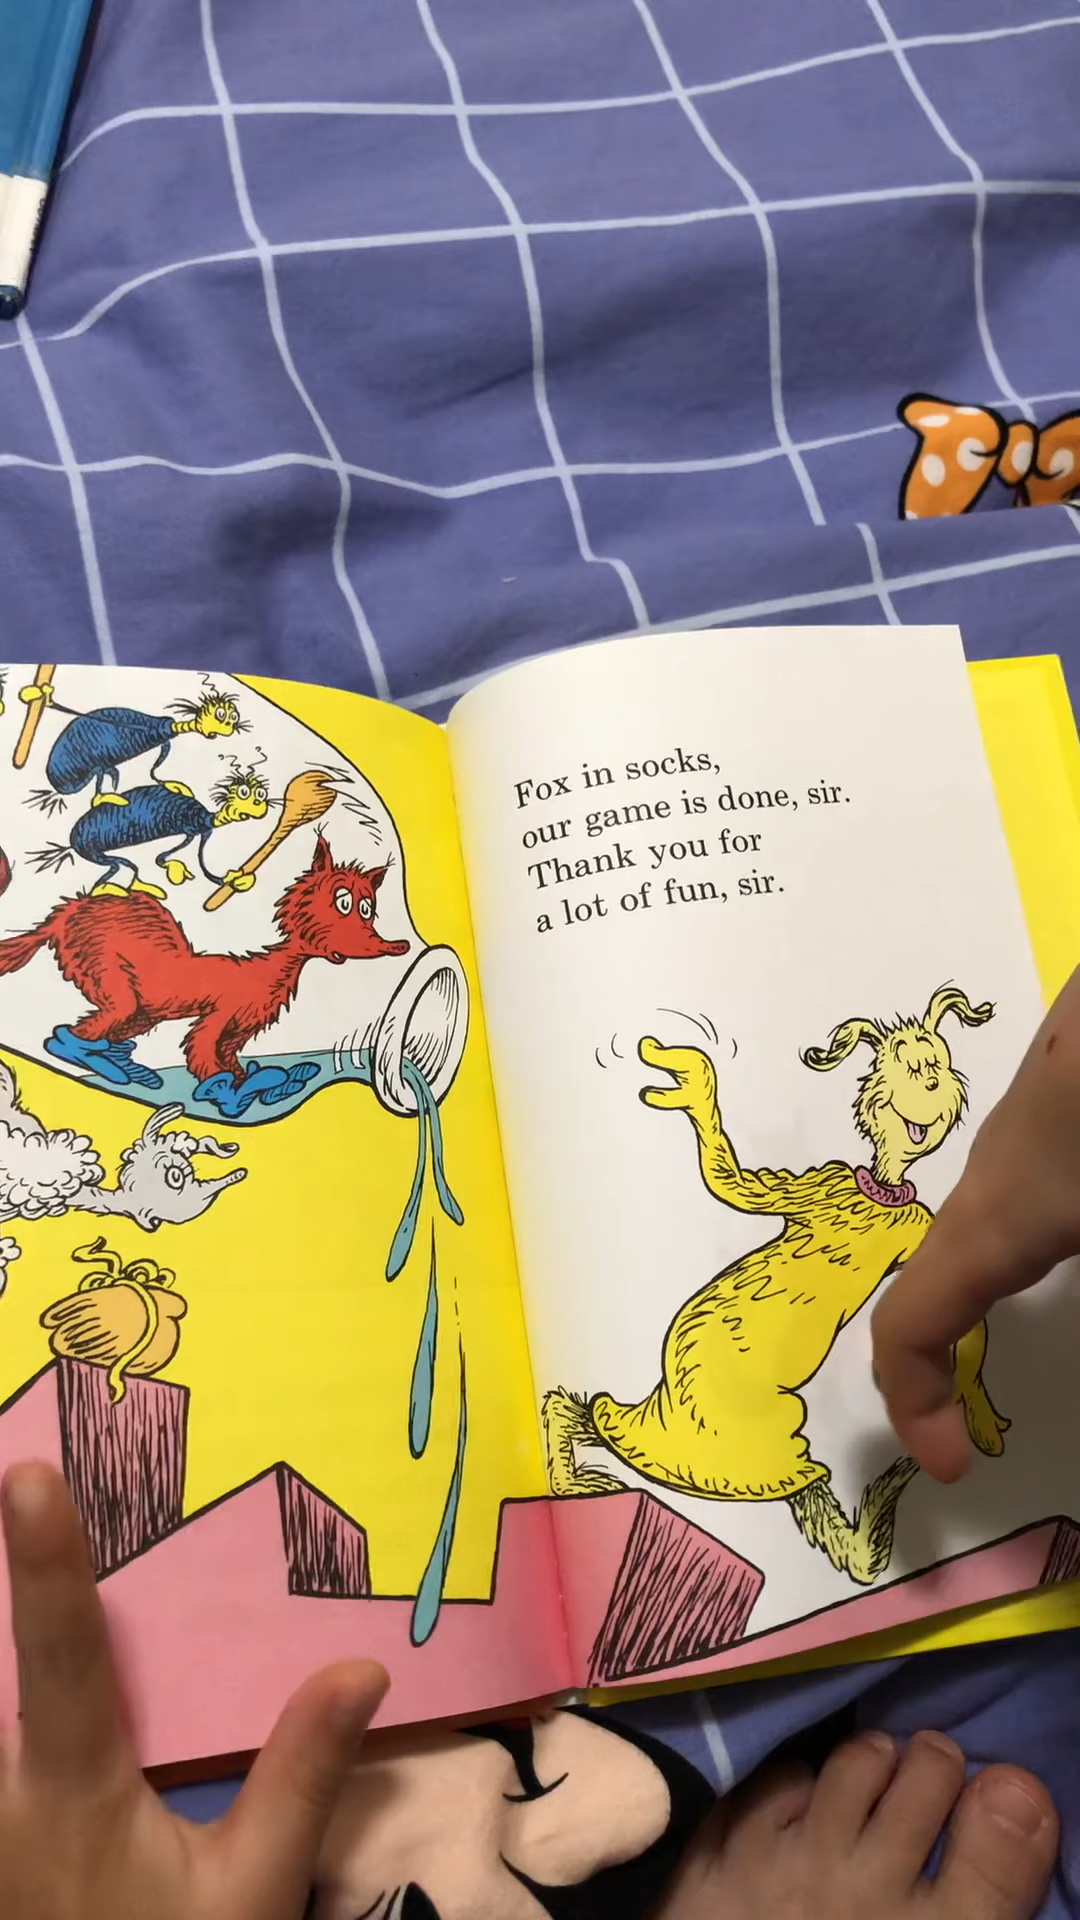 Fox in socks,
our game is done, sir.
Thank you for
a lot of fun, sir.